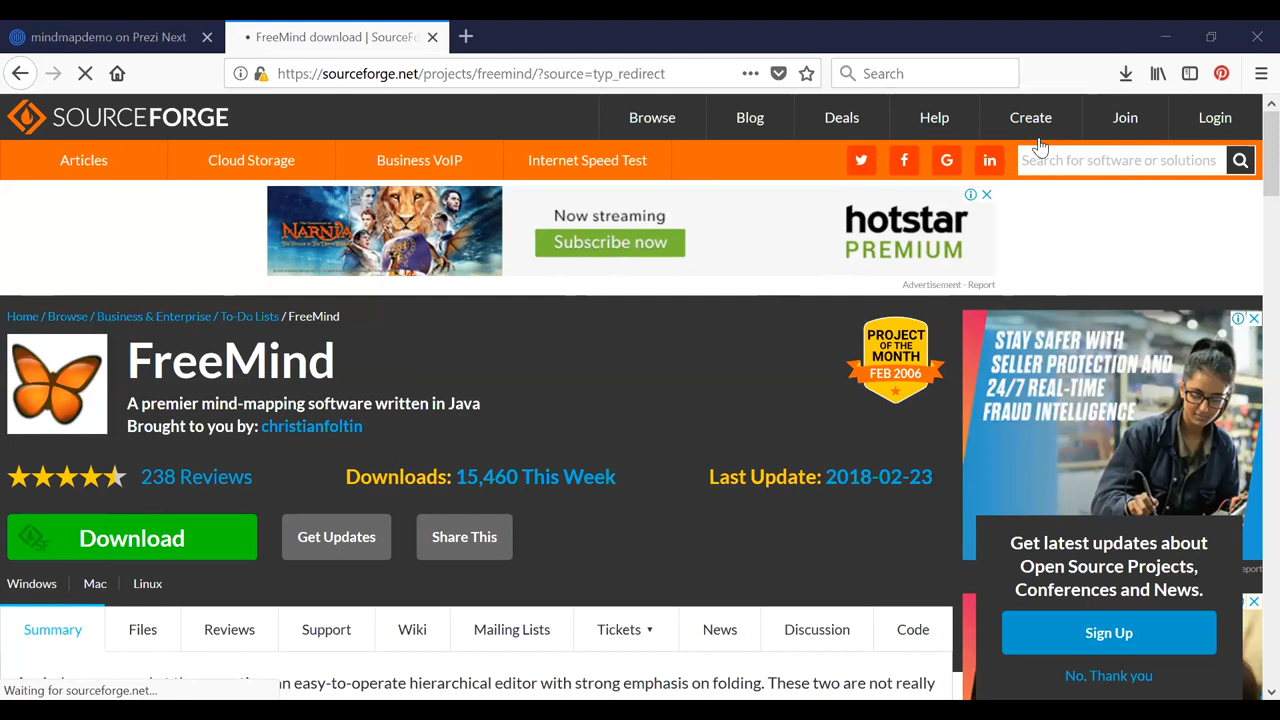 mindmapdemo on Prezi Next
FreeMind download | SourceFo
https://sourceforge.net/projects/freemind/?source=typ_redirect
Search
SOURCEFORGE
Browse Blog Deals Help Create Join Login
Articles Cloud Storage Business VoIP Internet Speed Test
Search for software or solutions
NARNIA
Now streaming
Subscribe now
hotstar
PREMIUM
Advertisement - Report
Home / Browse / Business & Enterprise / To-Do Lists / FreeMind
FreeMind
A premier mind-mapping software written in Java
Brought to you by: christianfoltin
PROJECT
OF THE
MONTH
FEB 2006
238 Reviews
Downloads: 15,460 This Week
Last Update: 2018-02-23
Download
SF
Get Updates
Share This
Windows Mac Linux
Summary Files Reviews Support Wiki Mailing Lists Tickets News Discussion Code
an easy-to-operate hierarchical editor with strong emphasis on folding. These two are not really
Waiting for sourceforge.net...
STAY SAFER WITH
SELLER PROTECTION AND
24/7 REAL-TIME
FRAUD INTELLIGENCE
Get latest updates about
Open Source Projects,
Conferences and News.
Sign Up
No, Thank you
eport